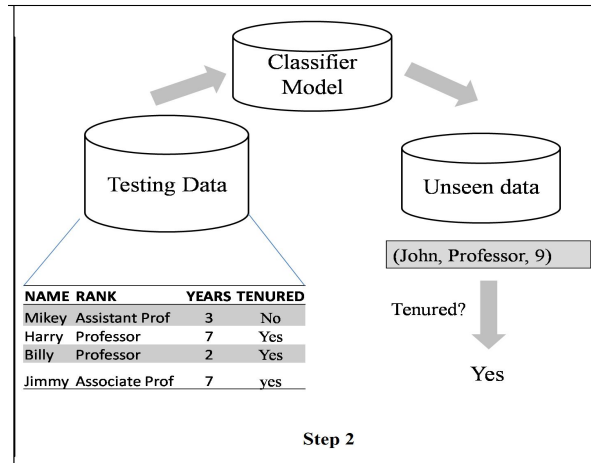 Classifier
Model
Testing Data
Unseen data
(John, Professor, 9)
NAME RANK YEARS TENURED
Mikey Assistant Prof 3 No
Harry Professor 7 Yes
Billy Professor 2 Yes
Jimmy Associate Prof 7 yes
Tenured?
Yes
Step 2